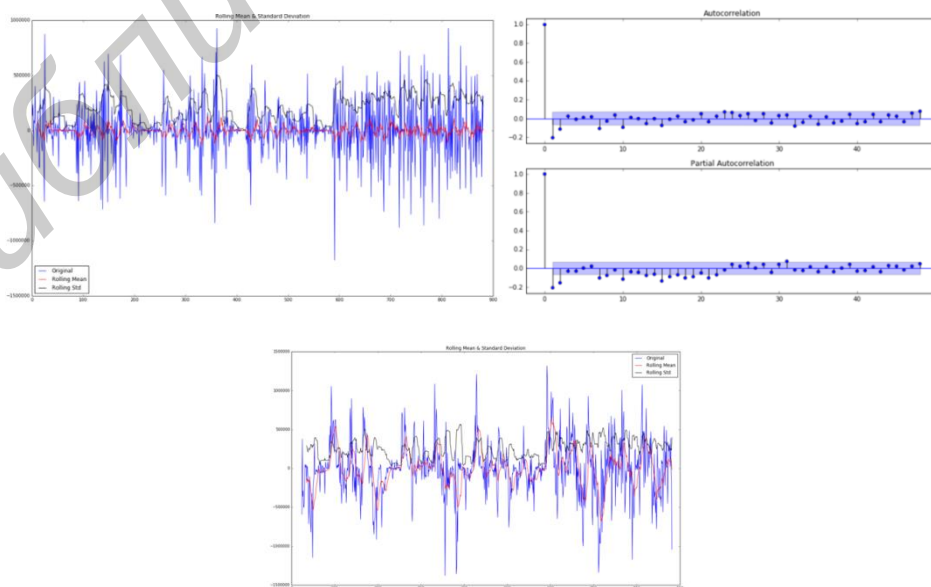 Rolling Mean & Standard Deviation
1000000
500000
0
-500000
-1000000
-1500000
Original
Rolling Mean
Rolling Std
0 100 200 300 400 500 600 700 800 900
Autocorrelation
1.0
0.8
0.6
0.4
0.2
0.0
−0.2
0 10 20 30 40
Partial Autocorrelation
1.0
0.8
0.6
0.4
0.2
0.0
−0.2
0 10 20 30 40
Rolling Mean & Standard Deviation
1500000
1000000
500000
0
-500000
-1000000
-1500000
Original
Rolling Mean
Rolling Std